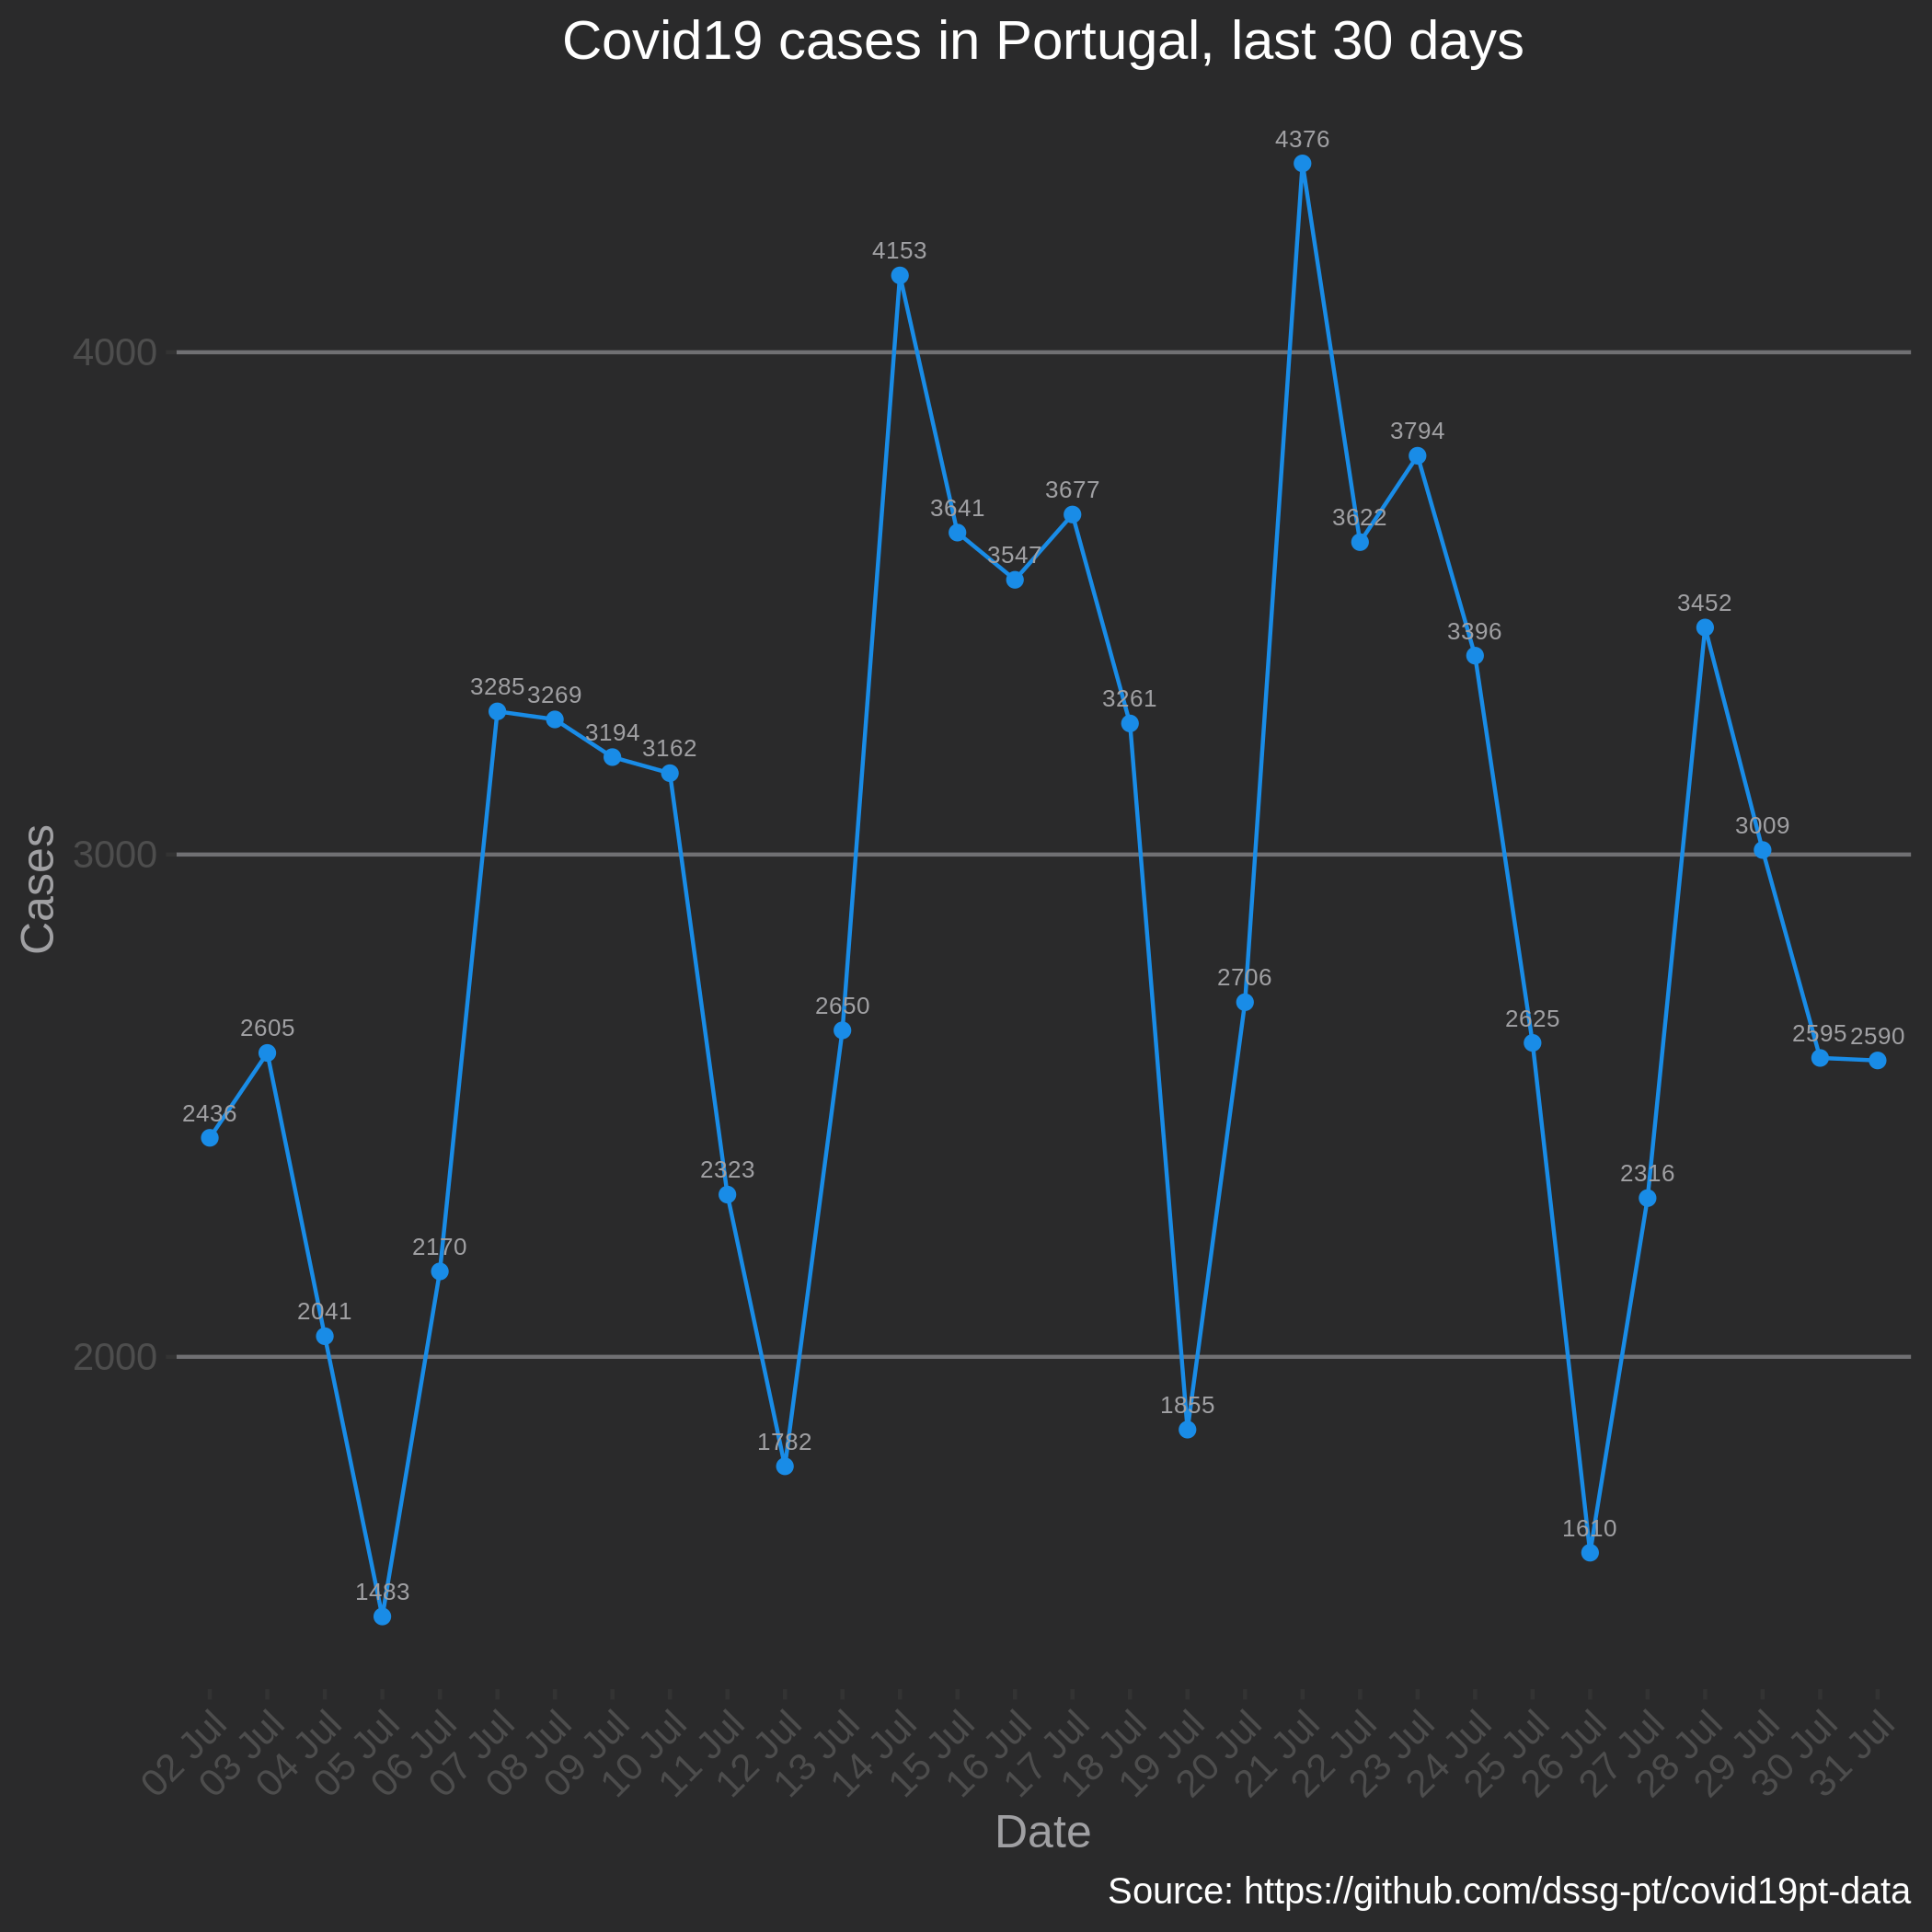 Covid19 cases in Portugal, last 30 days
4376
4153
4000
3794
3677
3641
3622
3547
3452
3396
3285
3269
3261
3194
3162
3009
3000
Cases
2706
2650
2625
2605
2595
2590
2436
2323
2316
2170
2041
2000
1855
1782
1610
1483
02 Jul
03 Jul
04 Jul
05 Jul
06 Jul
07 Jul
08 Jul
09 Jul
10 Jul
11 Jul
12 Jul
13 Jul
14 Jul
15 Jul
16 Jul
17 Jul
18 Jul
19 Jul
20 Jul
21 Jul
22 Jul
23 Jul
24 Jul
25 Jul
26 Jul
27 Jul
28 Jul
29 Jul
30 Jul
31 Jul
Date
Source: https://github.com/dssg-pt/covid19pt-data